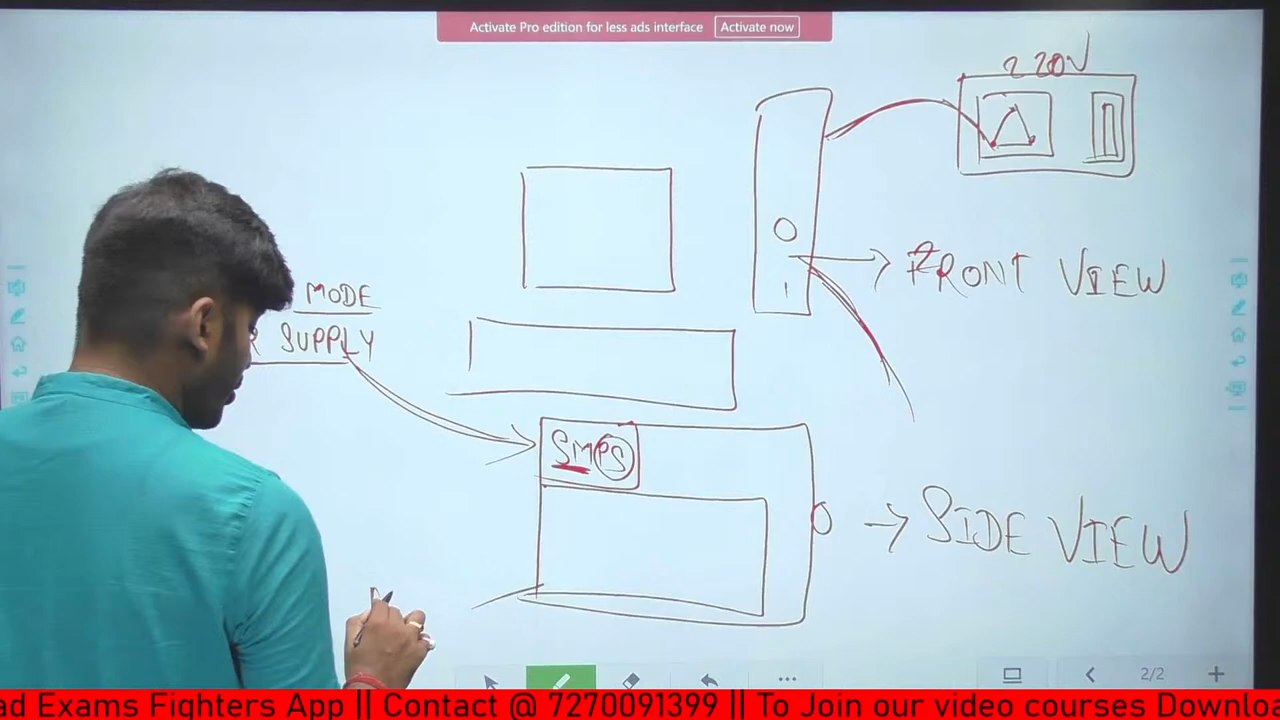 Activate Pro edition for less ads interface Activate now
220V
FRONT VIEW
MODE
SUPPLY
SMPS
SIDE VIEW
2/2
ad Exams Fighters App || Contact @ 7270091399 || To Join our video courses Downloa